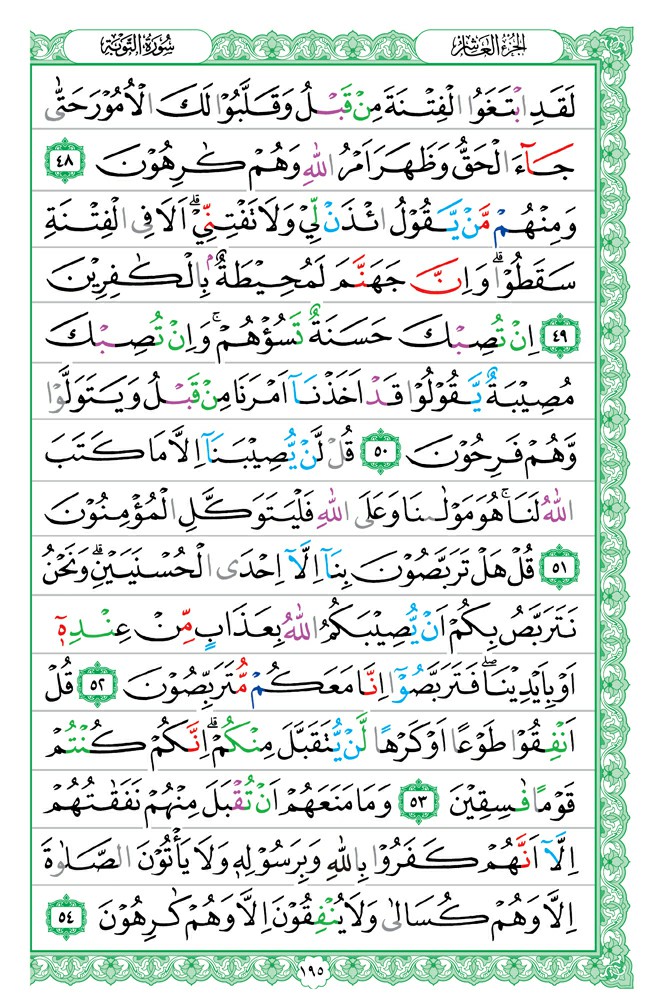 الجزء العاشر
سورة التوبة
لَقَدِ ابْتَغَوُا الْفِتْنَةَ مِنْ قَبْلُ وَقَلَّبُوْا لَكَ الْاُمُوْرَ حَتّٰى
جَآءَ الْحَقُّ وَظَهَرَ اَمْرُ اللّٰهِ وَهُمْ كٰرِهُوْنَ ٤٨
وَمِنْهُمْ مَّنْ يَّقُوْلُ ائْذَنْ لِّيْ وَلَا تَفْتِنِّيْ ۗ اَلَا فِى الْفِتْنَةِ
سَقَطُوْا ۗ وَاِنَّ جَهَنَّمَ لَمُحِيْطَةٌ ۢ بِالْكٰفِرِيْنَ
٤٩ اِنْ تُصِبْكَ حَسَنَةٌ تَسُؤْهُمْ ۚ وَاِنْ تُصِبْكَ
مُصِيْبَةٌ يَّقُوْلُوْا قَدْ اَخَذْنَآ اَمْرَنَا مِنْ قَبْلُ وَيَتَوَلَّوْا
وَّهُمْ فَرِحُوْنَ ٥٠ قُلْ لَّنْ يُّصِيْبَنَآ اِلَّا مَا كَتَبَ
اللّٰهُ لَنَا ۚ هُوَ مَوْلٰىنَا وَعَلَى اللّٰهِ فَلْيَتَوَكَّلِ الْمُؤْمِنُوْنَ
٥١ قُلْ هَلْ تَرَبَّصُوْنَ بِنَآ اِلَّآ اِحْدَى الْحُسْنَيَيْنِ ۗ وَنَحْنُ
نَتَرَبَّصُ بِكُمْ اَنْ يُّصِيْبَكُمُ اللّٰهُ بِعَذَابٍ مِّنْ عِنْدِهٖٓ
اَوْ بِاَيْدِيْنَا ۖ فَتَرَبَّصُوْٓا اِنَّا مَعَكُمْ مُّتَرَبِّصُوْنَ ٥٢ قُلْ
اَنْفِقُوْا طَوْعًا اَوْ كَرْهًا لَّنْ يُّتَقَبَّلَ مِنْكُمْ ۗ اِنَّكُمْ كُنْتُمْ
قَوْمًا فٰسِقِيْنَ ٥٣ وَمَا مَنَعَهُمْ اَنْ تُقْبَلَ مِنْهُمْ نَفَقٰتُهُمْ
اِلَّآ اَنَّهُمْ كَفَرُوْا بِاللّٰهِ وَبِرَسُوْلِهٖ وَلَا يَأْتُوْنَ الصَّلٰوةَ
اِلَّا وَهُمْ كُسَالٰى وَلَا يُنْفِقُوْنَ اِلَّا وَهُمْ كٰرِهُوْنَ ٥٤
١٩٥